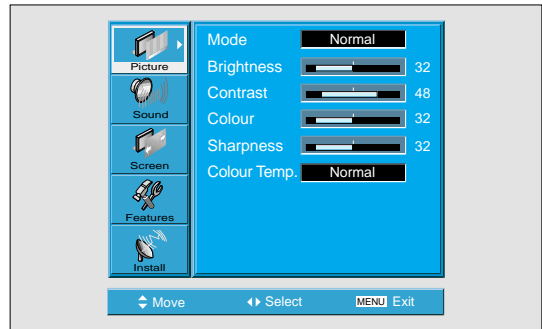 Picture
Sound
Screen
Features
Install
Mode Normal
Brightness 32
Contrast 48
Colour 32
Sharpness 32
Colour Temp. Normal
Move Select MENU Exit